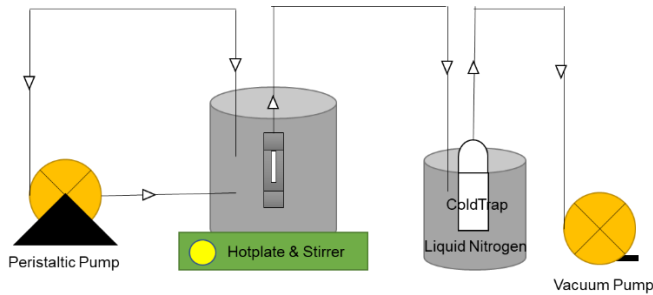 ColdTrap
Liquid Nitrogen
Hotplate & Stirrer
Peristaltic Pump
Vacuum Pump